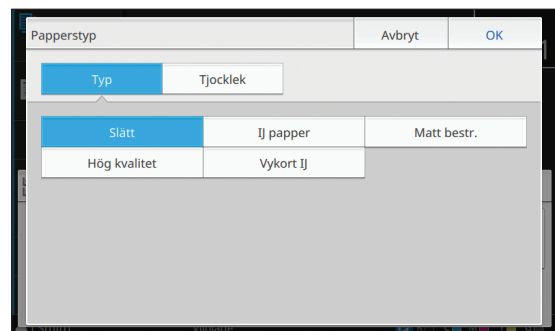 Papperstyp Avbryt OK
Typ Tjocklek
Slätt IJ papper Matt bestr.
Hög kvalitet Vykort IJ